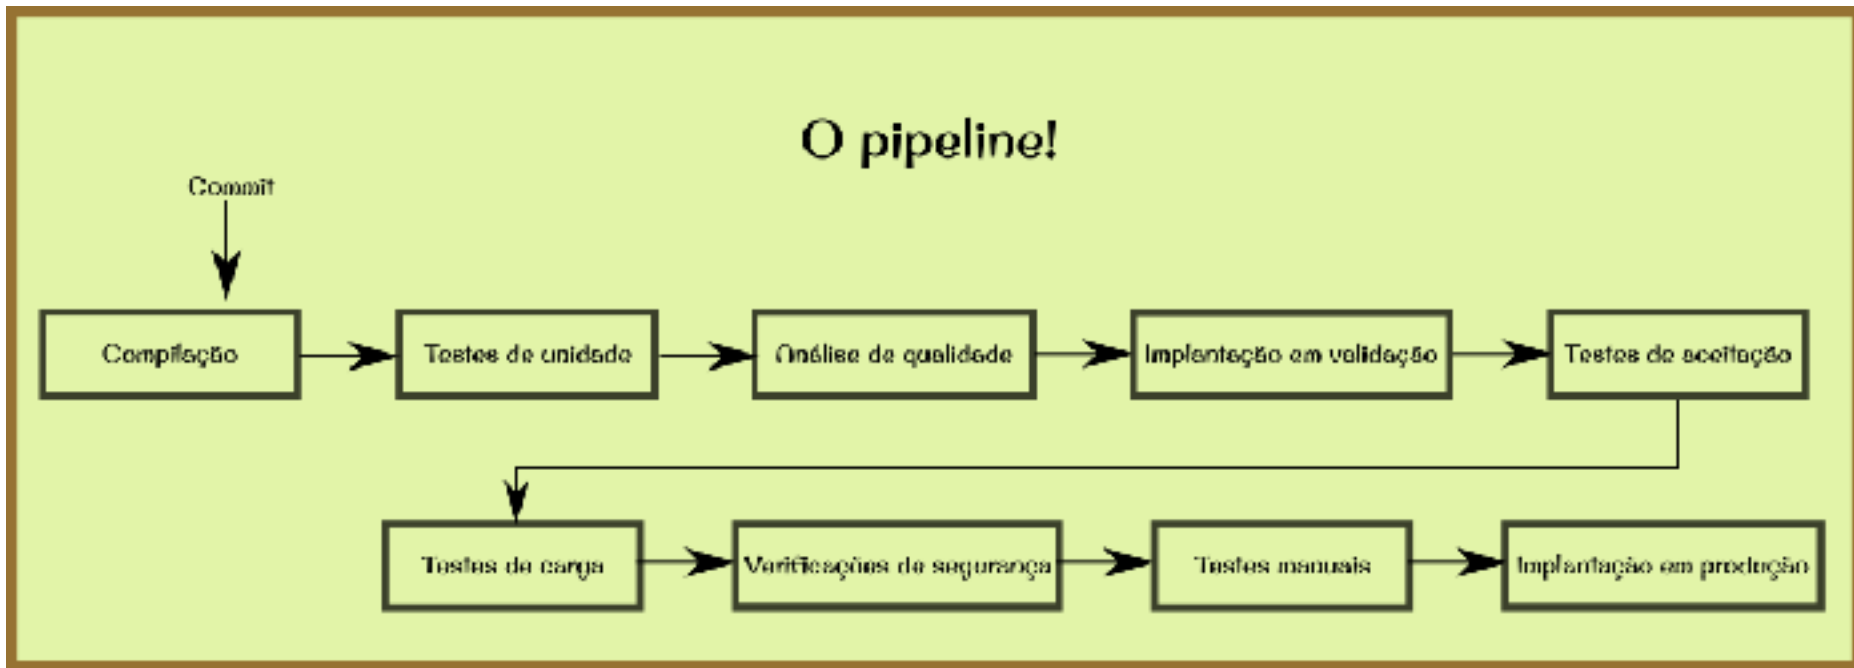 O pipeline!
Commit
Compilação
Testes de unidade
Análise de qualidade
Implantação em validação
Testes de aceitação
Testes de carga
Verificações de segurança
Testes manuais
Implantação em produção